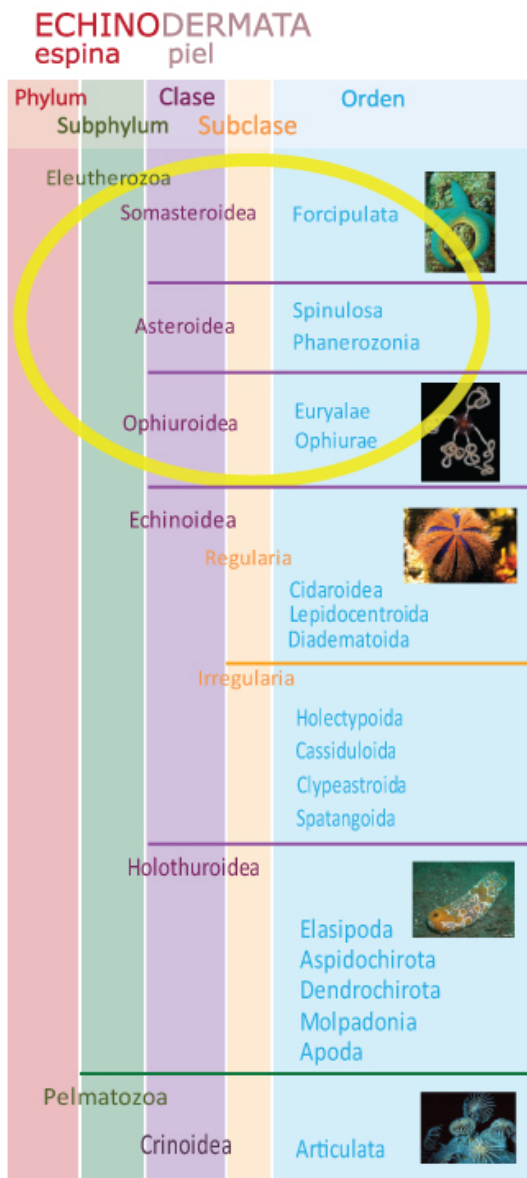 ECHINODERMATA
espina piel
Phylum Clase Orden
Subphylum Subclase
Eleutherozoa
Somasteroidea Forcipulata
Asteroidea
Spinulosa
Phanerozonia
Ophiuroidea
Euryalae
Ophiurae
Echinoidea
Regularia
Cidaroidea
Lepidocentroida
Diadematoida
Irregularia
Holectypoida
Cassiduloida
Clypeastroida
Spatangoida
Holothuroidea
Elasipoda
Aspidochirota
Dendrochirota
Molpadonia
Apoda
Pelmatozoa
Crinoidea Articulata